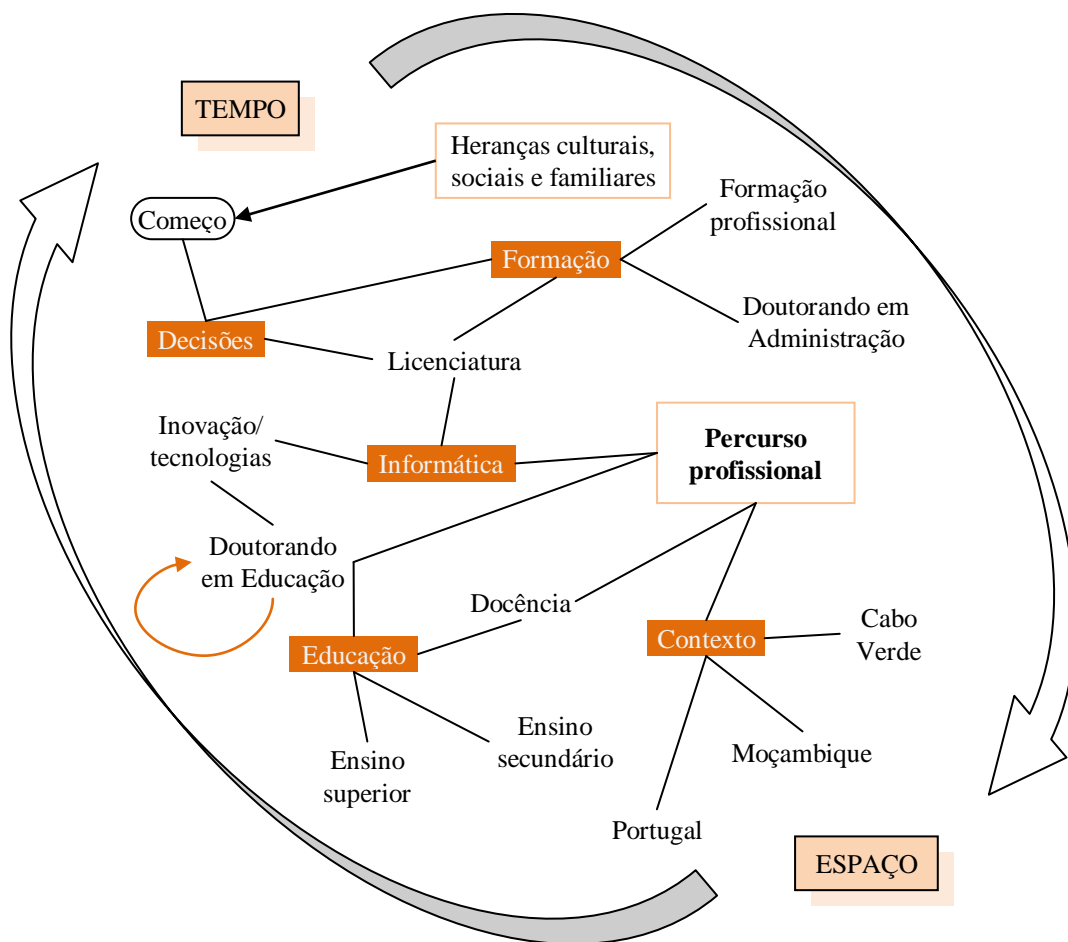 TEMPO
Heranças culturais,
sociais e familiares
Formação
profissional
Começo
Formação
Doutorando em
Administração
Decisões
Licenciatura
Inovação/
tecnologias
Informática
Percurso
profissional
Doutorando
em Educação
Docência
Cabo
Verde
Educação
Contexto
Ensino
secundário
Moçambique
Ensino
superior
Portugal
ESPAÇO